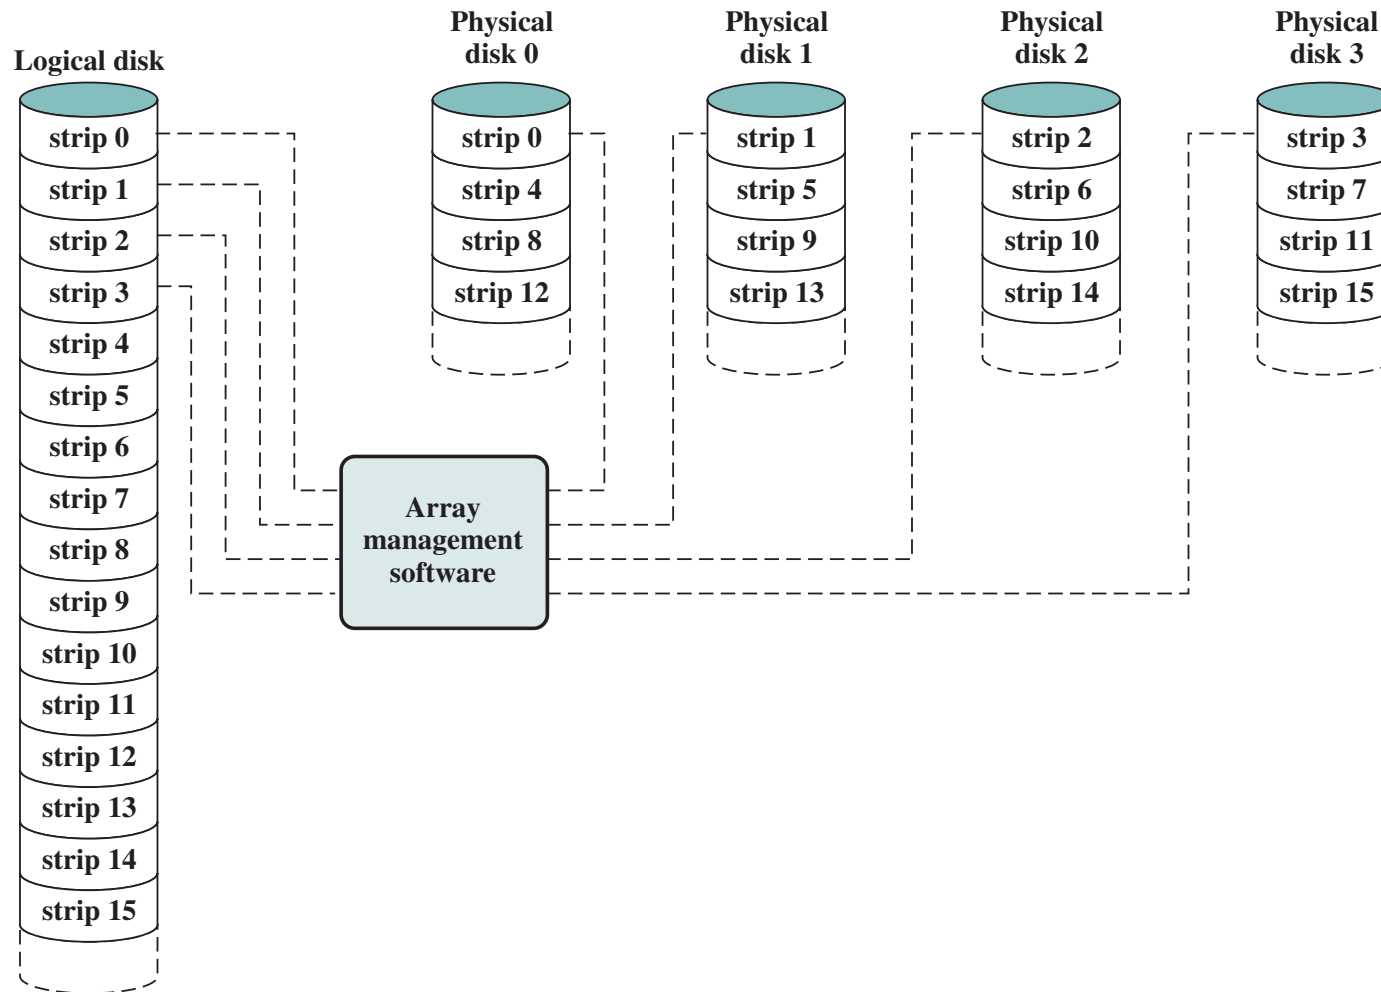 Logical disk
strip 0
strip 1
strip 2
strip 3
strip 4
strip 5
strip 6
strip 7
strip 8
strip 9
strip 10
strip 11
strip 12
strip 13
strip 14
strip 15
Physical
disk 0
strip 0
strip 4
strip 8
strip 12
Physical
disk 1
strip 1
strip 5
strip 9
strip 13
Physical
disk 2
strip 2
strip 6
strip 10
strip 14
Physical
disk 3
strip 3
strip 7
strip 11
strip 15
Array
management
software